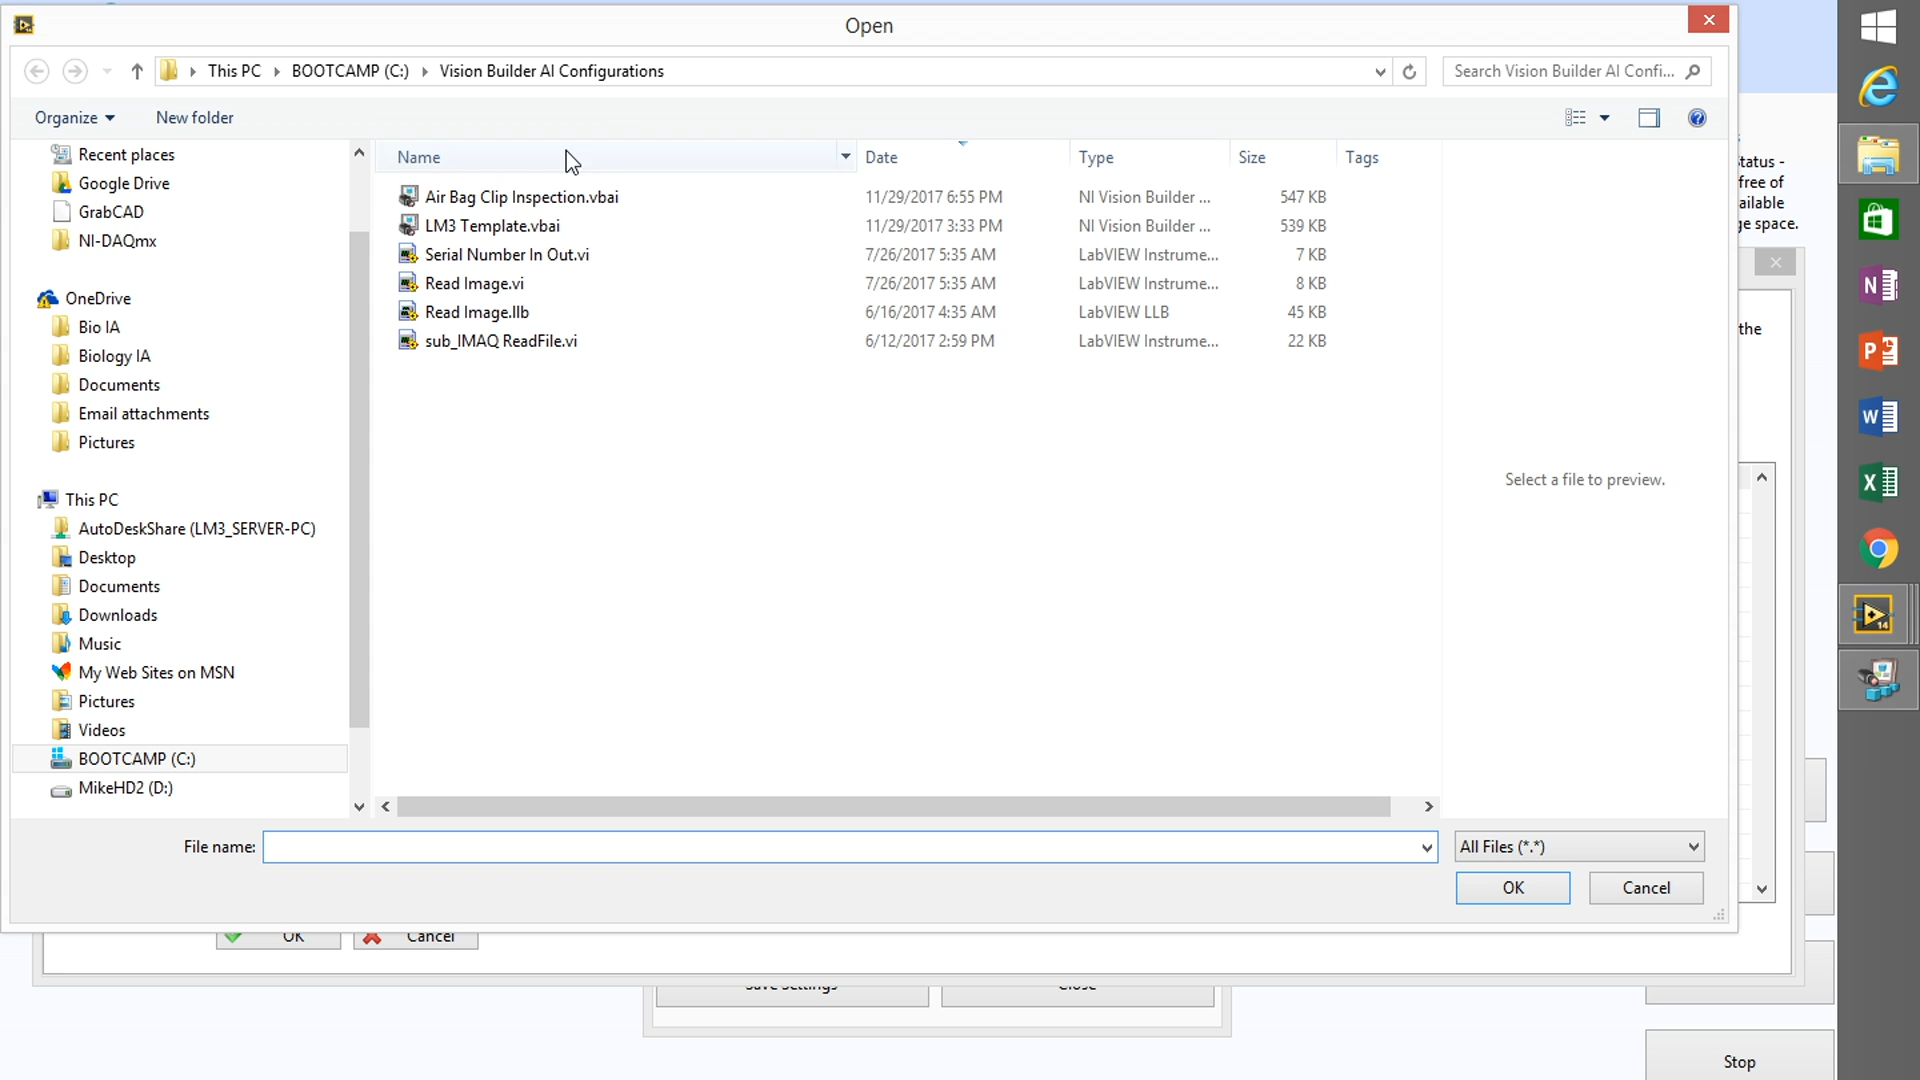 Open
This PC BOOTCAMP (C:) Vision Builder AI Configurations
Search Vision Builder AI Confi...
Organize New folder
Name Date Type Size Tags
Recent places
Google Drive
GrabCAD
NI-DAQmx
OneDrive
Bio IA
Biology IA
Documents
Email attachments
Pictures
This PC
AutoDeskShare (LM3_SERVER-PC)
Desktop
Documents
Downloads
Music
My Web Sites on MSN
Pictures
Videos
BOOTCAMP (C:)
MikeHD2 (D:)
Air Bag Clip Inspection.vbai 11/29/2017 6:55 PM NI Vision Builder ... 547 KB
LM3 Template.vbai 11/29/2017 3:33 PM NI Vision Builder ... 539 KB
Serial Number In Out.vi 7/26/2017 5:35 AM LabVIEW Instrume... 7 KB
Read Image.vi 7/26/2017 5:35 AM LabVIEW Instrume... 8 KB
Read Image.llb 6/16/2017 4:35 AM LabVIEW LLB 45 KB
sub_IMAQ ReadFile.vi 6/12/2017 2:59 PM LabVIEW Instrume... 22 KB
Select a file to preview.
File name: All Files (*.*)
OK Cancel
tatus -
free of
ailable
ge space.
the
OK Cancel
Save Settings Close
Stop
N
P
W
X
14